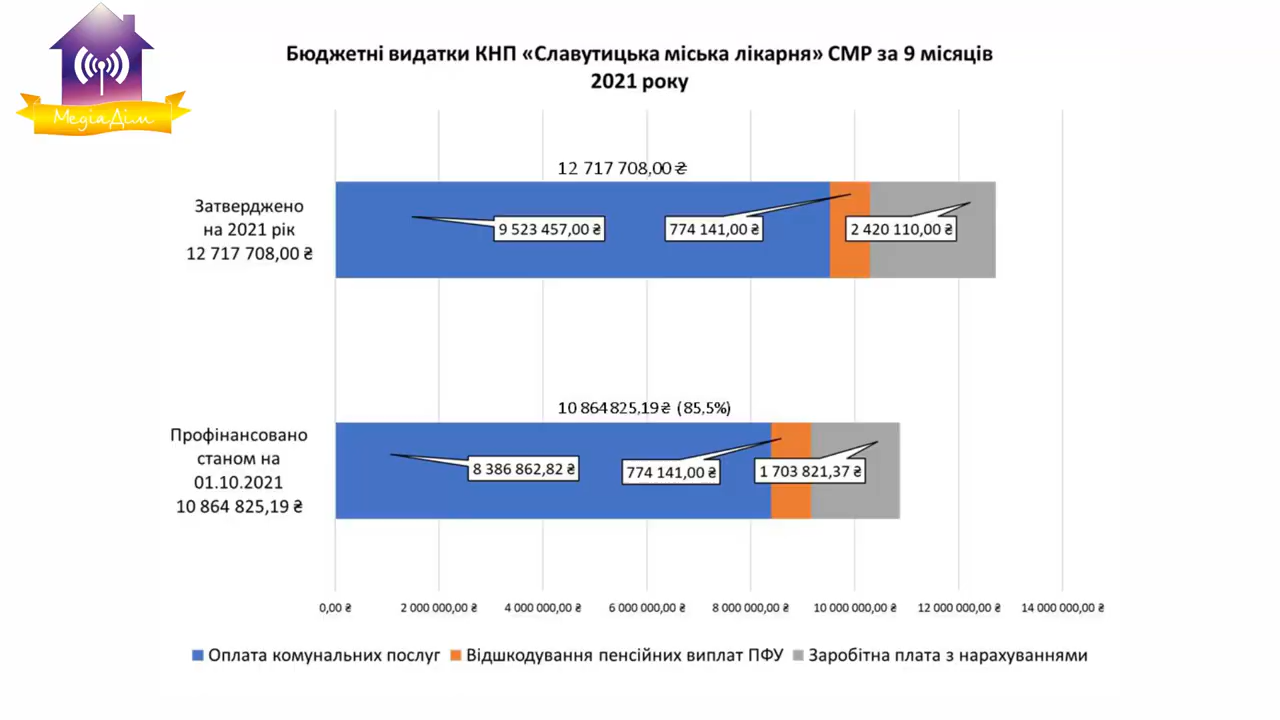 МедіаДім
Бюджетні видатки КНП «Славутицька міська лікарня» СМР за 9 місяців
2021 року
12 717 708,00 ₴
Затверджено
на 2021 рік
12 717 708,00 ₴
9 523 457,00 ₴
774 141,00 ₴
2 420 110,00 ₴
10 864 825,19 ₴ (85,5%)
Профінансовано
станом на
01.10.2021
10 864 825,19 ₴
8 386 862,82 ₴
774 141,00 ₴
1 703 821,37 ₴
0,00 ₴
2 000 000,00 ₴
4 000 000,00 ₴
6 000 000,00 ₴
8 000 000,00 ₴
10 000 000,00 ₴
12 000 000,00 ₴
14 000 000,00 ₴
Оплата комунальних послуг
Відшкодування пенсійних виплат ПФУ
Заробітна плата з нарахуваннями